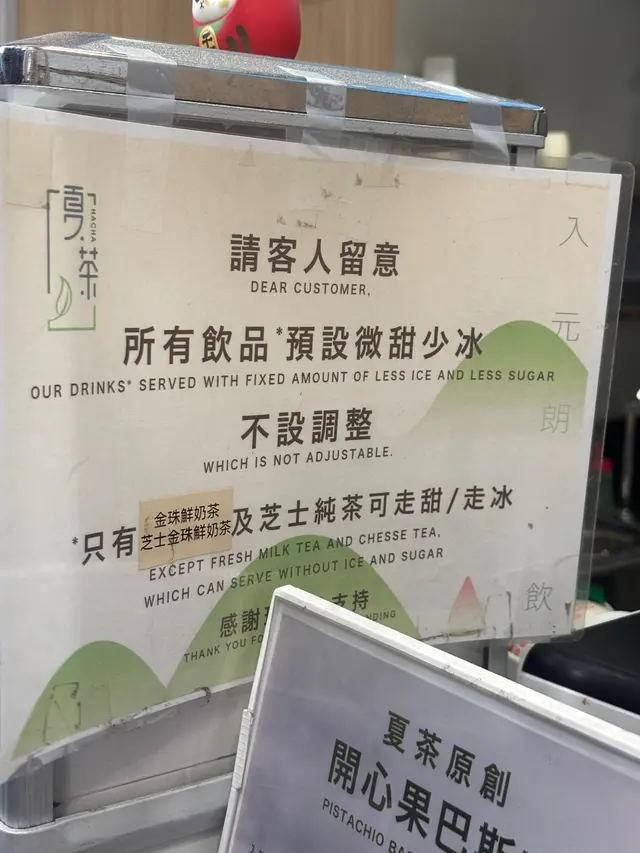 夏茶
HACHA
請客人留意
DEAR CUSTOMER,
所有飲品*預設微甜少冰
OUR DRINKS* SERVED WITH FIXED AMOUNT OF LESS ICE AND LESS SUGAR
不設調整
WHICH IS NOT ADJUSTABLE.
*只有金珠鮮奶茶
芝士金珠鮮奶茶及芝士純茶可走甜/走冰
EXCEPT FRESH MILK TEA AND CHESSE TEA,
WHICH CAN SERVE WITHOUT ICE AND SUGAR
感謝 支持
THANK YOU
入元朗飲
夏茶原創
開心果巴斯
PISTACHIO